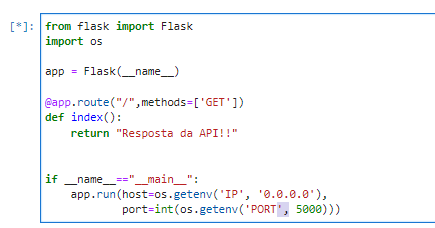 [*]: from flask import Flask
import os
app = Flask(__name__)
@app.route("/",methods=['GET'])
def index():
    return "Resposta da API!!"
if __name__=="__main__":
    app.run(host=os.getenv('IP', '0.0.0.0'),
            port=int(os.getenv('PORT', 5000)))